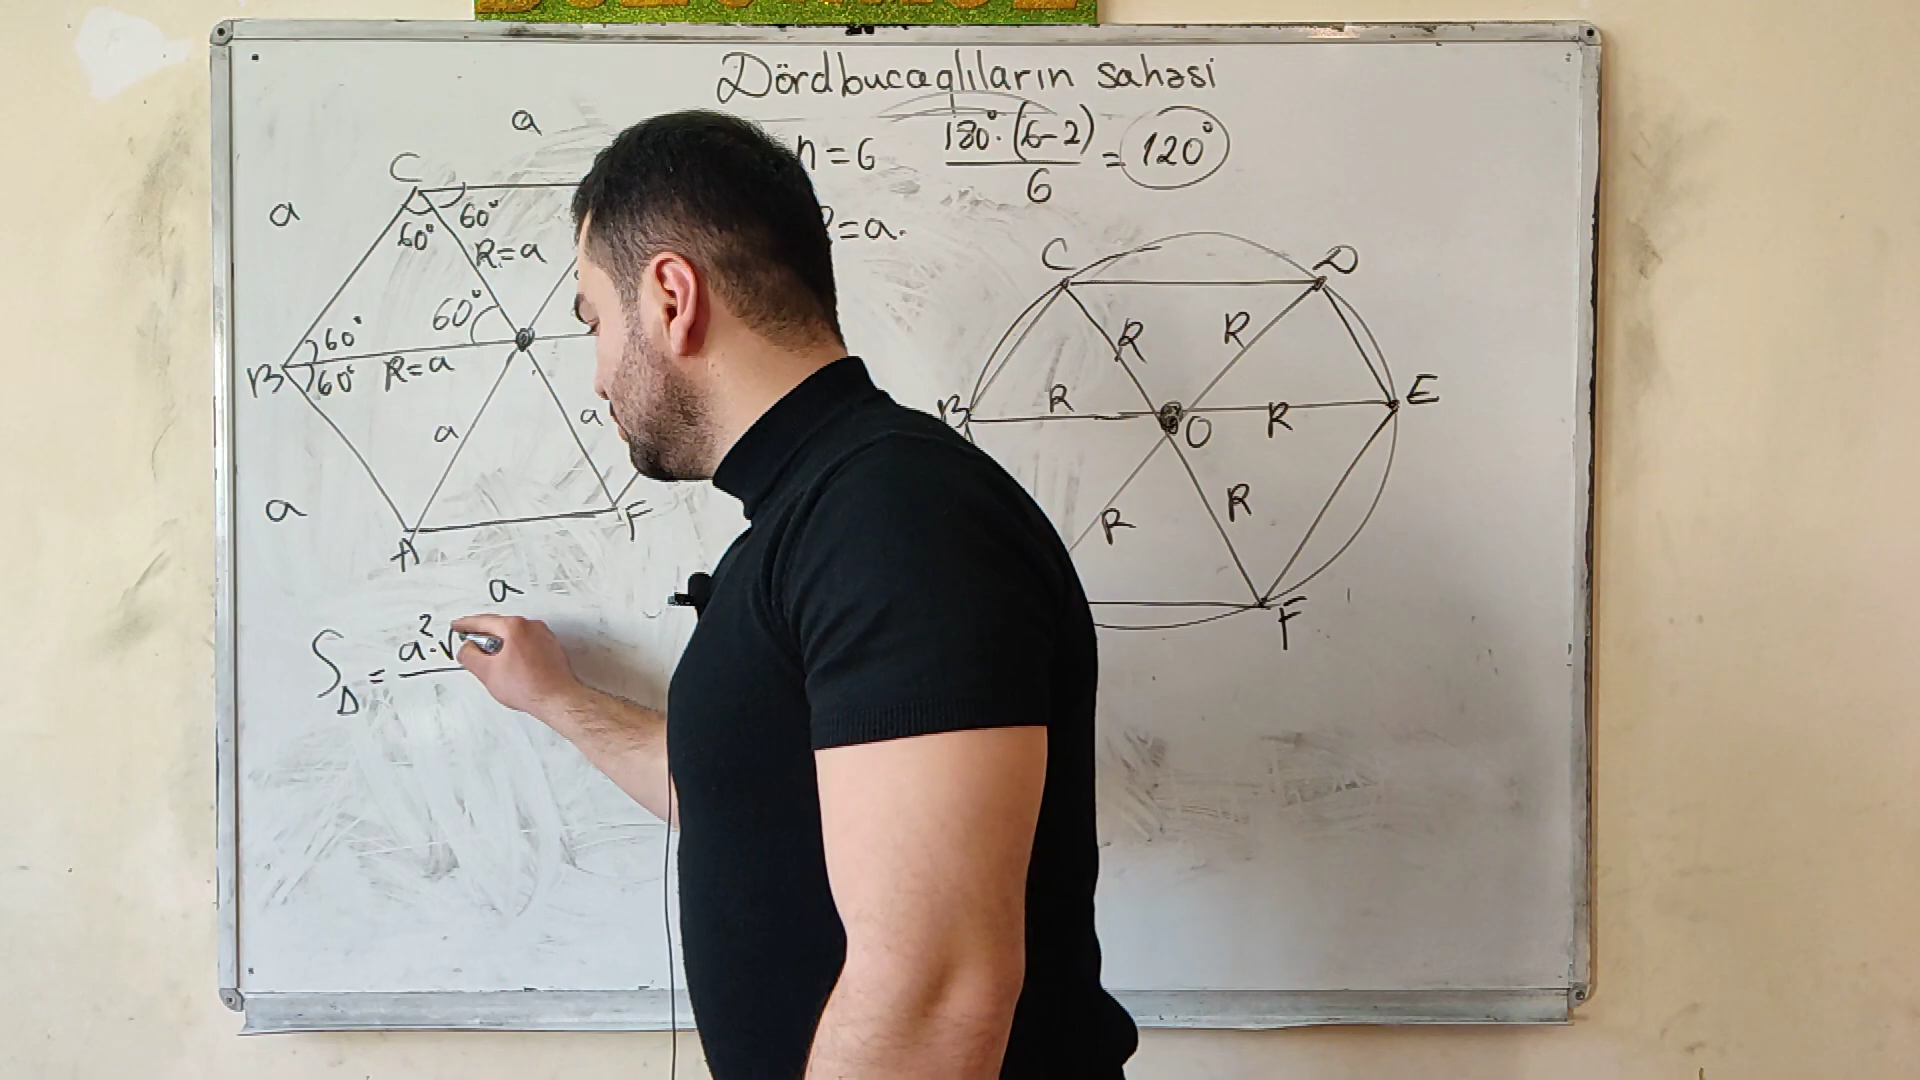 Dördbucaqlıların sahəsi
n=6 180°·(6-2)/6 = 120°
=a.
a
C
a
60°
60°
R=a
60°
60°
B
60°
R=a
a
a
a
A
F
a
S△ = a²·√
C
D
R
R
B
R
O
R
E
R
R
F